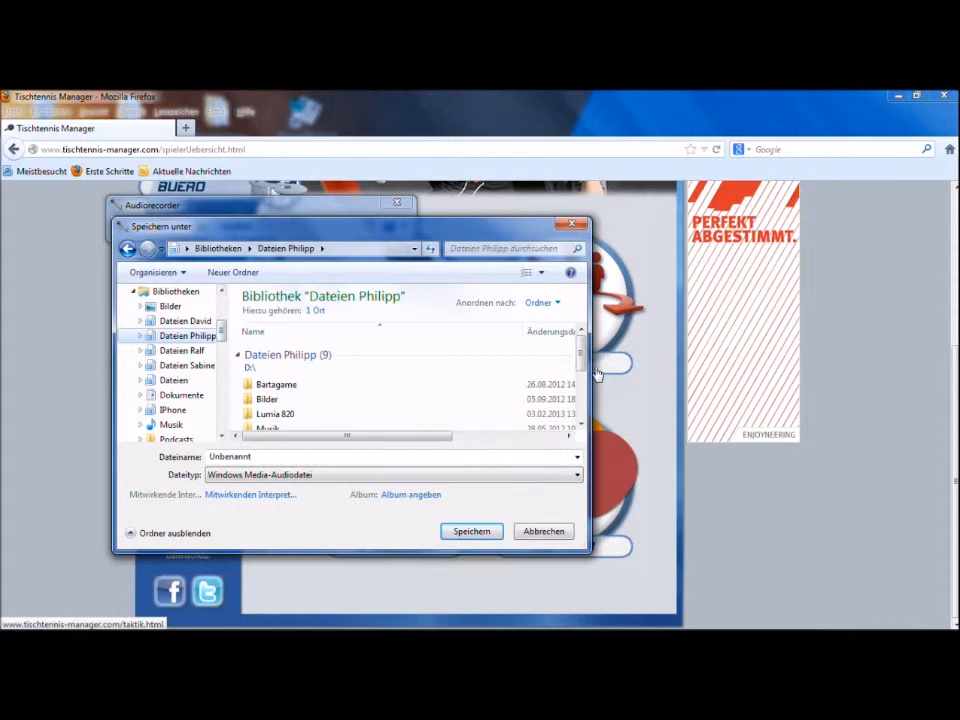 Tischtennis Manager - Mozilla Firefox
Hilfe
Tischtennis Manager
www.tischtennis-manager.com/spielerUebersicht.html
Google
Meistbesucht
Erste Schritte
Aktuelle Nachrichten
BUERO
Audiorecorder
PERFEKT
ABGESTIMMT.
Speichern unter
Bibliotheken
Dateien Philipp
Dateien Philipp durchsuchen
Organisieren
Neuer Ordner
Bibliotheken
Bilder
Dateien David
Dateien Philipp
Dateien Ralf
Dateien Sabine
Dateien
Dokumente
IPhone
Musik
Podcasts
Bibliothek "Dateien Philipp"
Hierzu gehören: 1 Ort
Anordnen nach: Ordner
Name
Änderungsda
Dateien Philipp (9)
D:\
Bartagame 26.08.2012 14
Bilder 05.09.2012 18
Lumia 820 03.02.2013 13
Musik 28.05.2012
Dateiname: Unbenannt
Dateityp: Windows Media-Audiodatei
Mitwirkende Inter... Mitwirkenden Interpret... Album: Album angeben
Ordner ausblenden
Speichern
Abbrechen
ENJOYNEERING
Datenschutz
www.tischtennis-manager.com/taktik.html